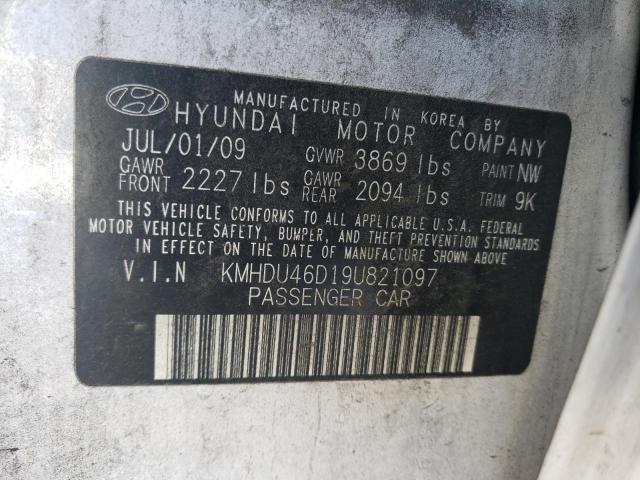 MANUFACTURED IN KOREA BY
HYUNDAI MOTOR COMPANY
JUL/01/09 GVWR 3869 lbs PAINT NW
GAWR FRONT 2227 lbs GAWR REAR 2094 lbs TRIM 9K
THIS VEHICLE CONFORMS TO ALL APPLICABLE U.S.A. FEDERAL
MOTOR VEHICLE SAFETY, BUMPER, AND THEFT PREVENTION STANDARDS
IN EFFECT ON THE DATE OF MANUFACTURE SHOWN ABOVE
V.I.N KMHDU46D19U821097
PASSENGER CAR